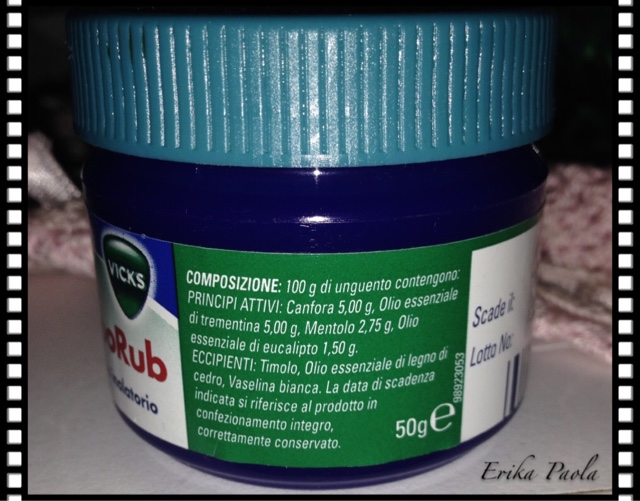 VICKS
oRub
inalatorio
COMPOSIZIONE: 100 g di unguento contengono:
PRINCIPI ATTIVI: Canfora 5,00 g, Olio essenziale
di trementina 5,00 g, Mentolo 2,75 g, Olio
essenziale di eucalipto 1,50 g.
ECCIPIENTI: Timolo, Olio essenziale di legno di
cedro, Vaselina bianca. La data di scadenza
indicata si riferisce al prodotto in
confezionamento integro,
correttamente conservato.
50g e
98923053
Scade il:
Lotto No:
Erika Paola